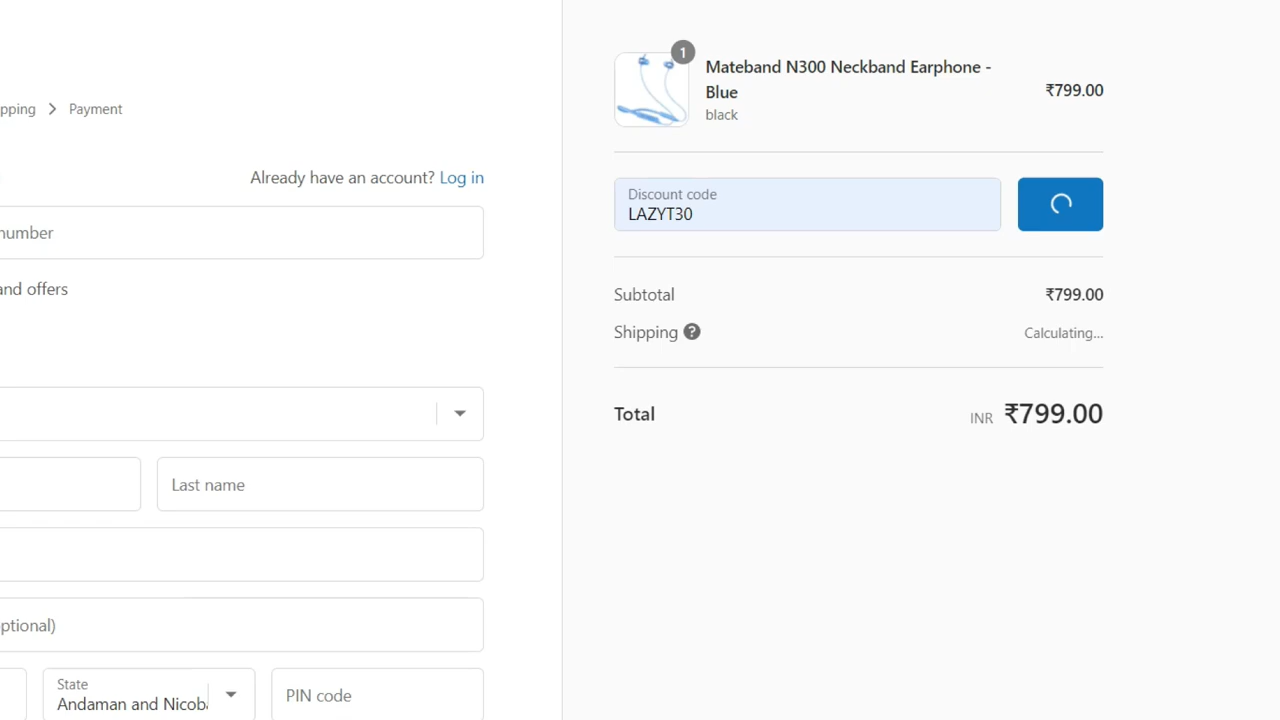 1
Mateband N300 Neckband Earphone -
Blue
black
₹799.00
pping > Payment
Already have an account? Log in
number
and offers
Last name
ptional)
State
Andaman and Nicob
PIN code
Discount code
LAZYT30
Subtotal ₹799.00
Shipping ? Calculating...
Total INR ₹799.00